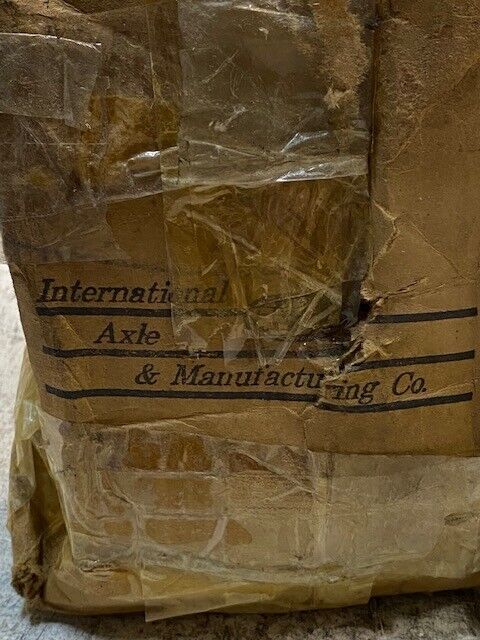 International
Axle
& Manufacturing Co.